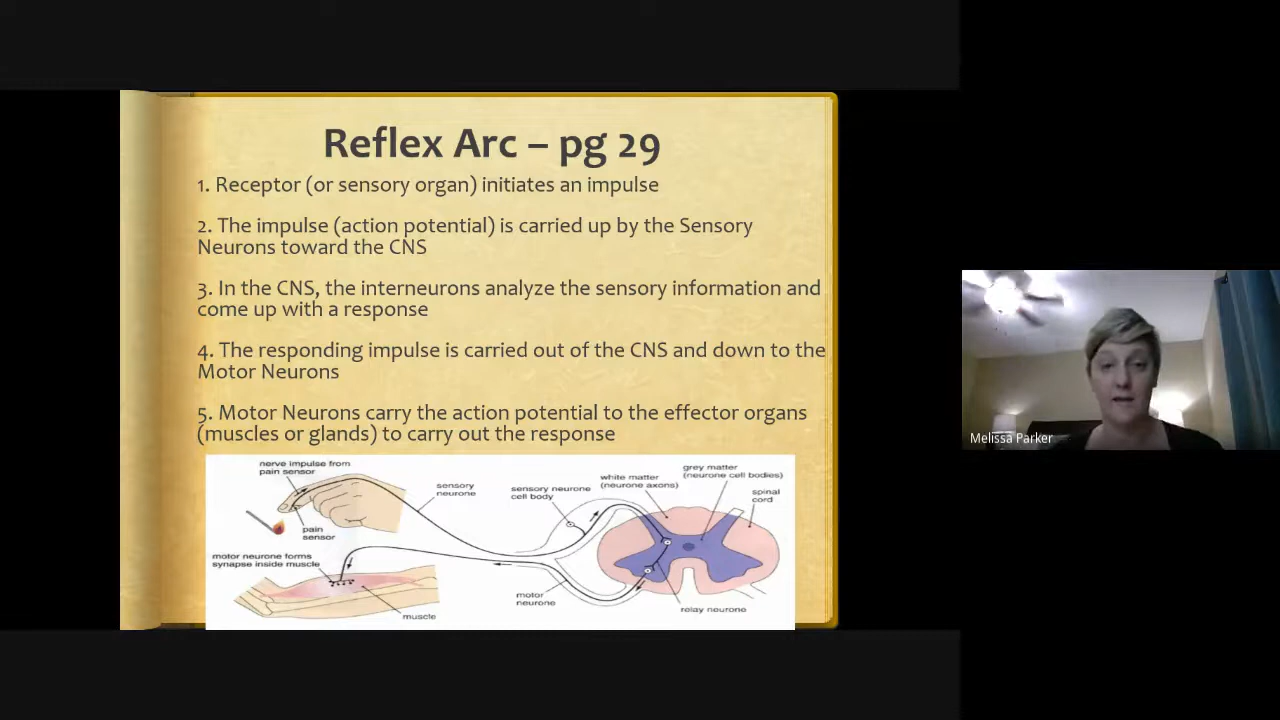 Reflex Arc – pg 29
1. Receptor (or sensory organ) initiates an impulse
2. The impulse (action potential) is carried up by the Sensory
Neurons toward the CNS
3. In the CNS, the interneurons analyze the sensory information and
come up with a response
4. The responding impulse is carried out of the CNS and down to the
Motor Neurons
5. Motor Neurons carry the action potential to the effector organs
(muscles or glands) to carry out the response
nerve impulse from
pain sensor
sensory
neurone
sensory neurone
cell body
white matter
(neurone axons)
grey matter
(neurone cell bodies)
spinal
cord
pain
sensor
motor neurone forms
synapse inside muscle
muscle
motor
neurone
relay neurone
Melissa Parker